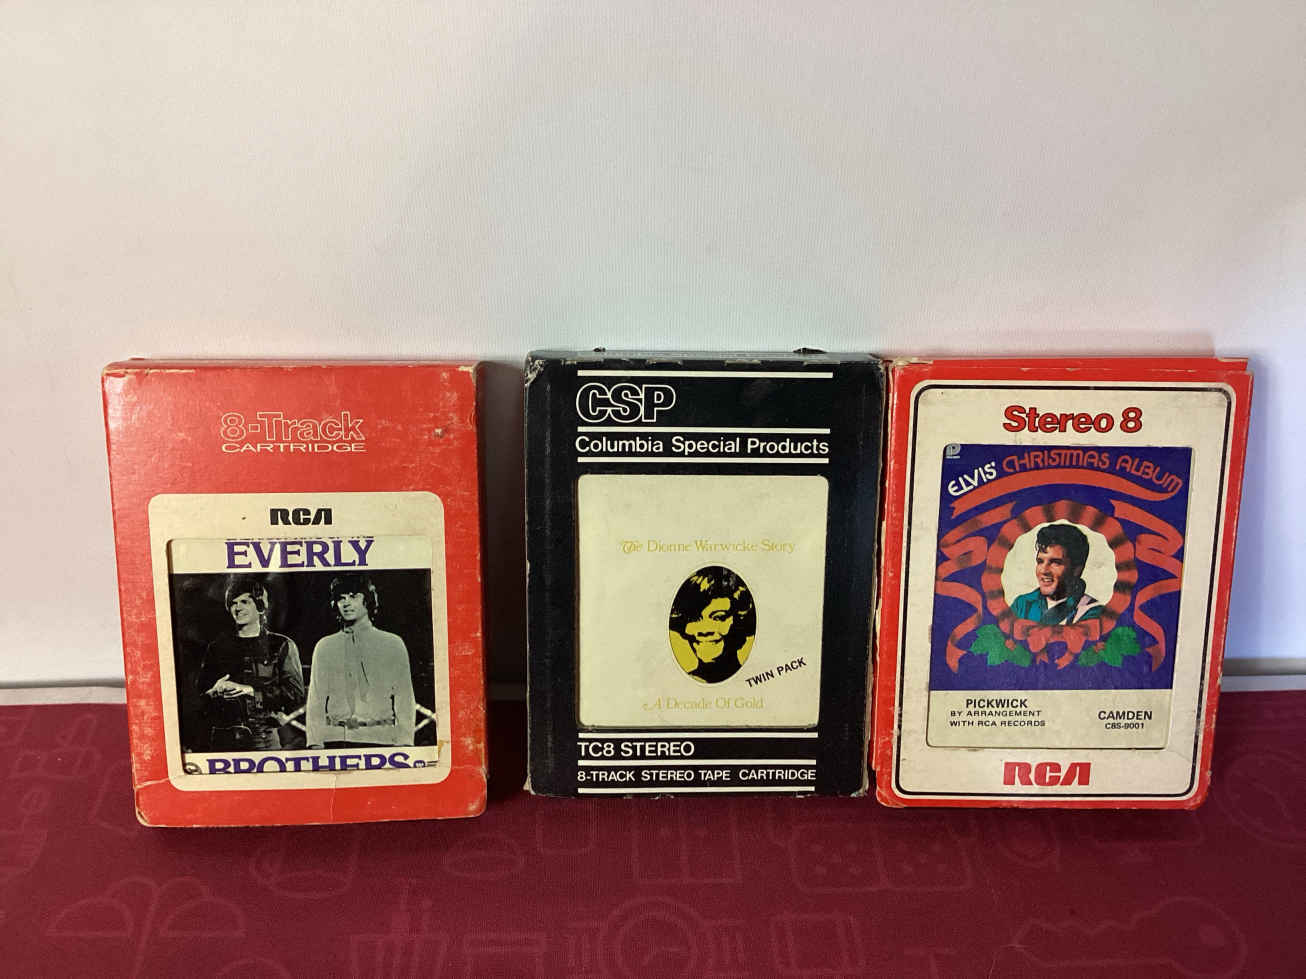 8-Track
CARTRIDGE
RCA
EVERLY
BROTHERS
CSP
Columbia Special Products
The Dionne Warwicke Story
TWIN PACK
A Decade Of Gold
TC8 STEREO
8-TRACK STEREO TAPE CARTRIDGE
Stereo 8
P
ELVIS' CHRISTMAS ALBUM
PICKWICK
BY ARRANGEMENT
WITH RCA RECORDS
CAMDEN
C8S-9001
RCA